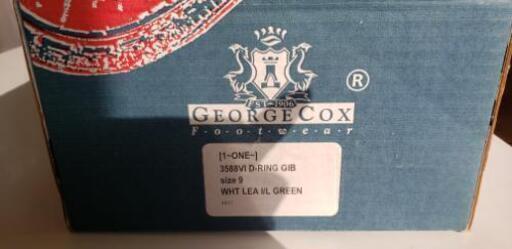 EST. 1906
®
GEORGE COX
F·o·o·t·w·e·a·r
[1~ONE~]
3588VI D-RING GIB
size 9
WHT LEA I/L GREEN